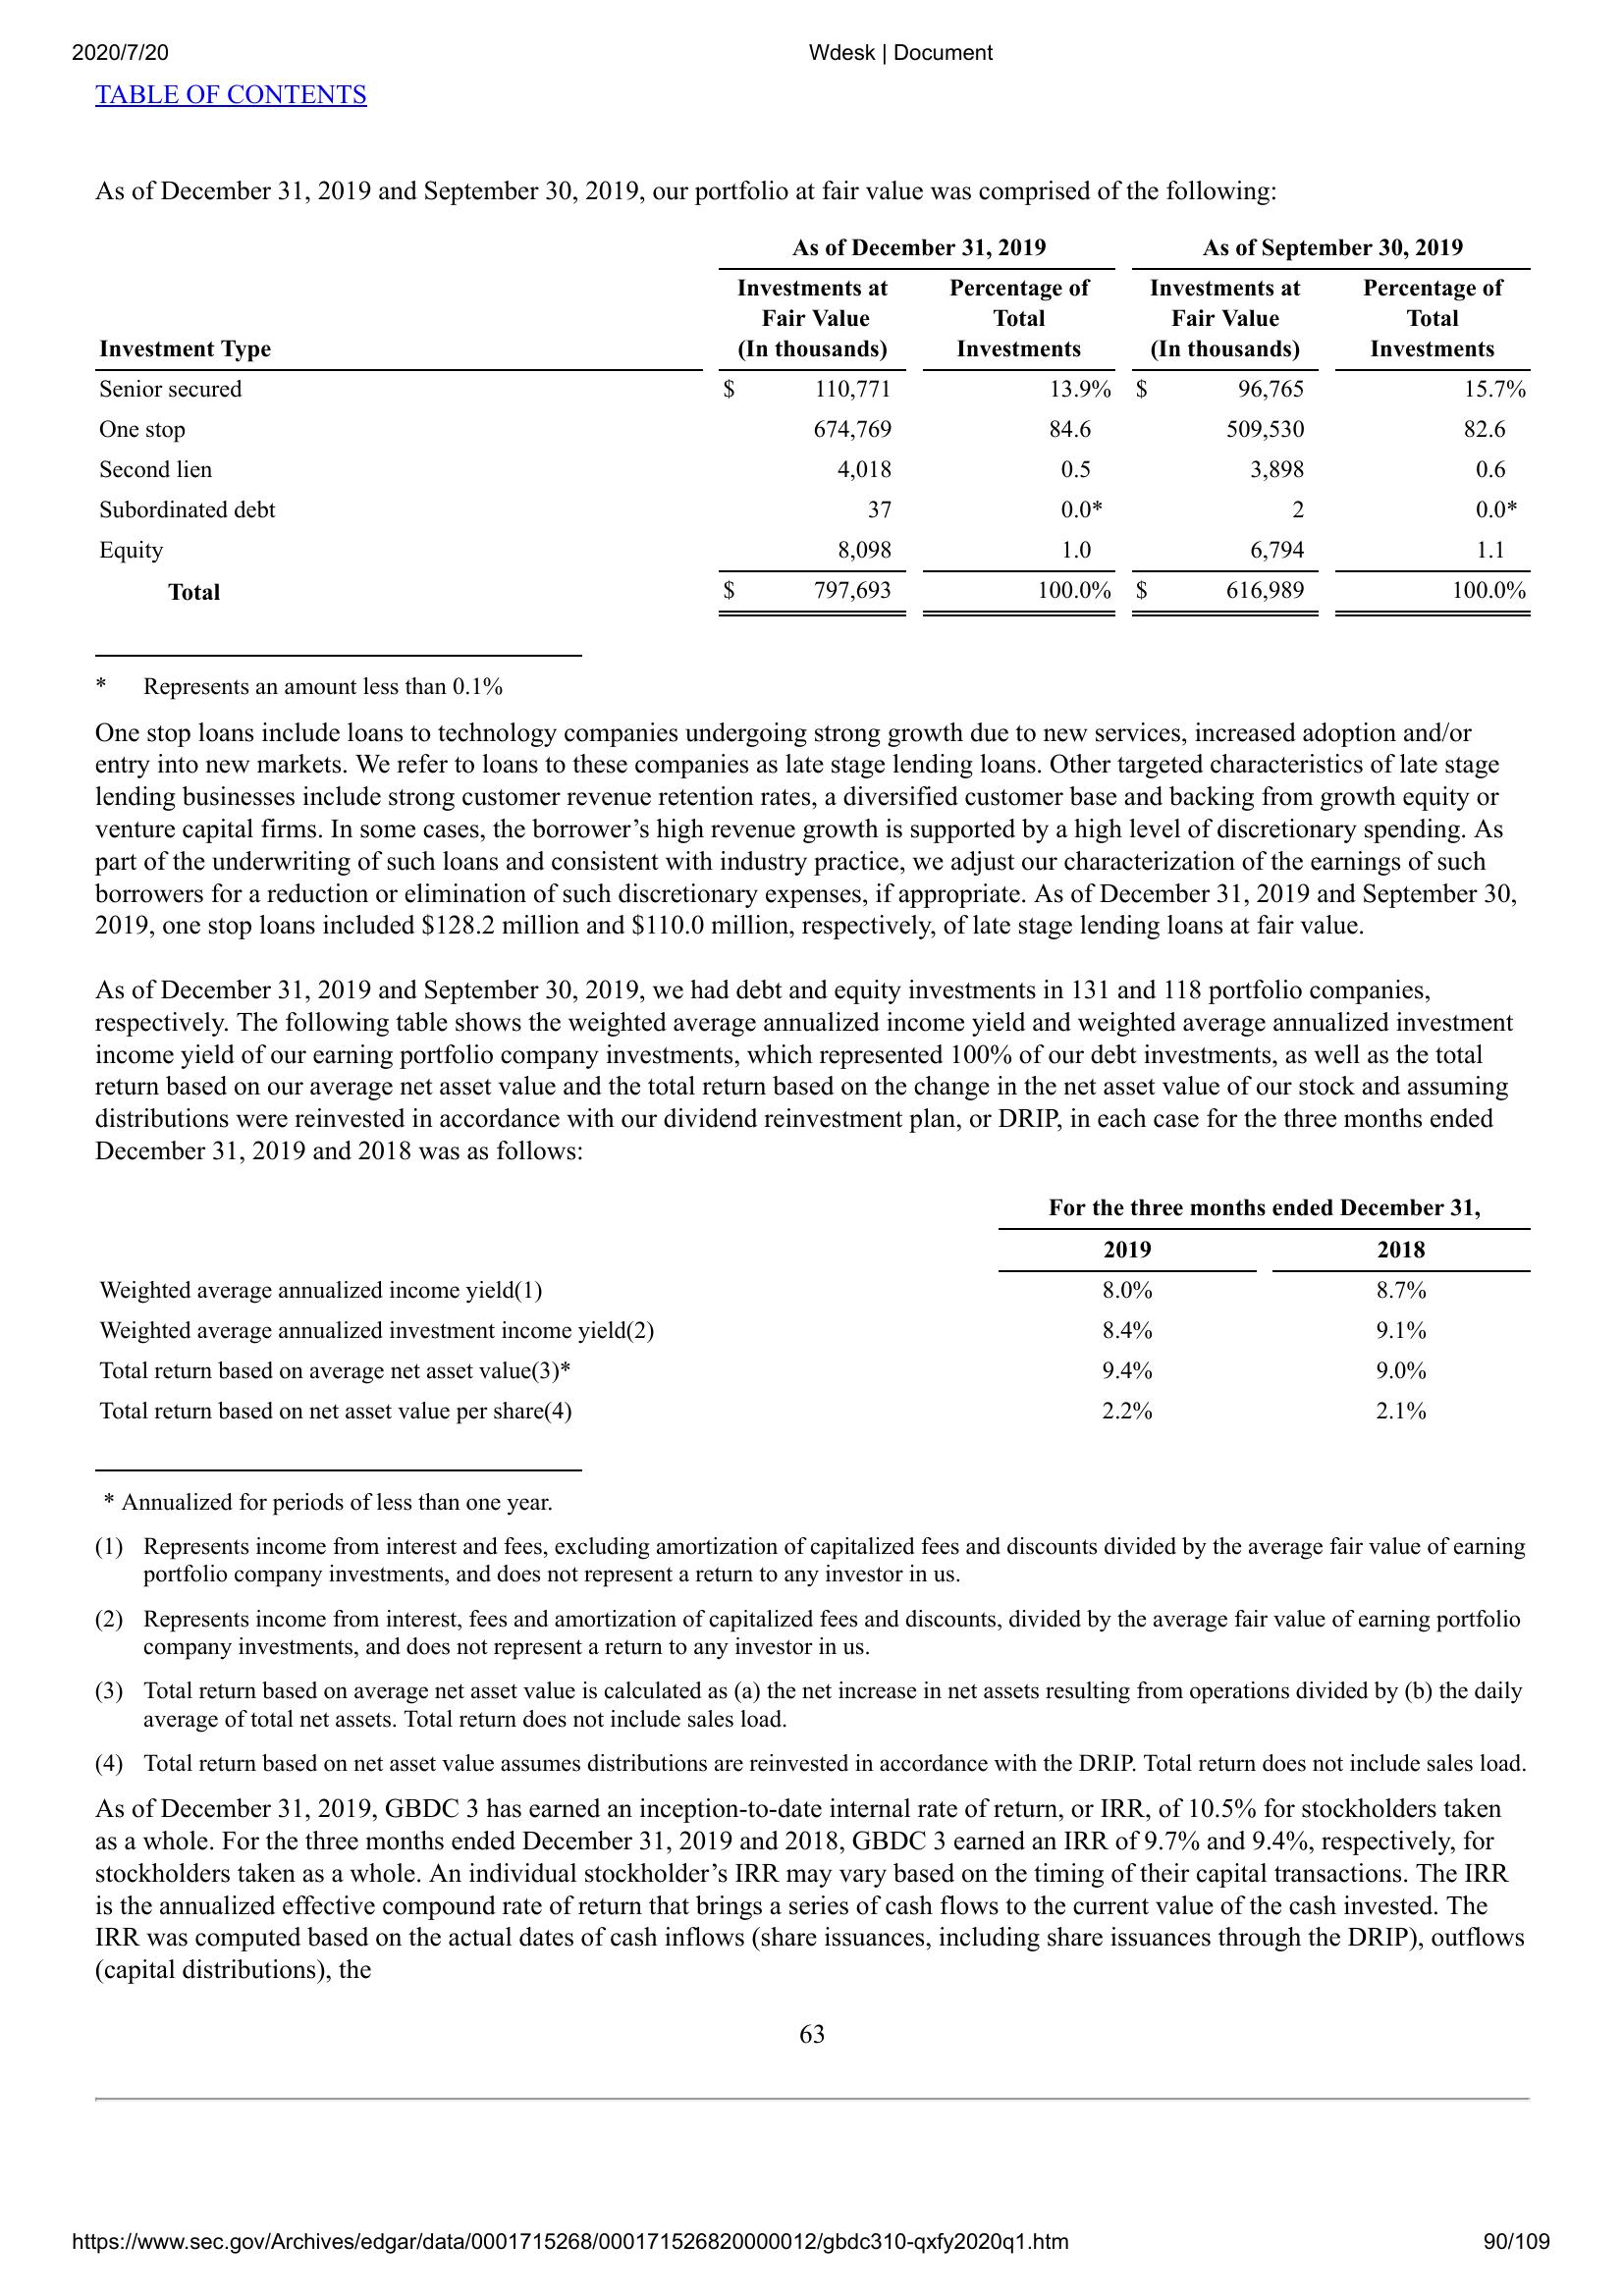 2020/7/20 Wdesk | Document
TABLE OF CONTENTS
As of December 31, 2019 and September 30, 2019, our portfolio at fair value was comprised of the following:
As of December 31, 2019 As of September 30, 2019
Investments at Percentage of Investments at Percentage of
Fair Value Total Fair Value Total
Investment Type (In thousands) Investments (In thousands) Investments
Senior secured $ 110,771 13.9% $ 96,765 15.7%
One stop 674,769 84.6 509,530 82.6
Second lien 4,018 0.5 3,898 0.6
Subordinated debt 37 0.0* 2 0.0*
Equity 8,098 1.0 6,794 1.1
Total $ 797,693 100.0% $ 616,989 100.0%
* Represents an amount less than 0.1%
One stop loans include loans to technology companies undergoing strong growth due to new services, increased adoption and/or
entry into new markets. We refer to loans to these companies as late stage lending loans. Other targeted characteristics of late stage
lending businesses include strong customer revenue retention rates, a diversified customer base and backing from growth equity or
venture capital firms. In some cases, the borrower’s high revenue growth is supported by a high level of discretionary spending. As
part of the underwriting of such loans and consistent with industry practice, we adjust our characterization of the earnings of such
borrowers for a reduction or elimination of such discretionary expenses, if appropriate. As of December 31, 2019 and September 30,
2019, one stop loans included $128.2 million and $110.0 million, respectively, of late stage lending loans at fair value.
As of December 31, 2019 and September 30, 2019, we had debt and equity investments in 131 and 118 portfolio companies,
respectively. The following table shows the weighted average annualized income yield and weighted average annualized investment
income yield of our earning portfolio company investments, which represented 100% of our debt investments, as well as the total
return based on our average net asset value and the total return based on the change in the net asset value of our stock and assuming
distributions were reinvested in accordance with our dividend reinvestment plan, or DRIP, in each case for the three months ended
December 31, 2019 and 2018 was as follows:
For the three months ended December 31,
2019 2018
Weighted average annualized income yield(1) 8.0% 8.7%
Weighted average annualized investment income yield(2) 8.4% 9.1%
Total return based on average net asset value(3)* 9.4% 9.0%
Total return based on net asset value per share(4) 2.2% 2.1%
* Annualized for periods of less than one year.
(1) Represents income from interest and fees, excluding amortization of capitalized fees and discounts divided by the average fair value of earning
portfolio company investments, and does not represent a return to any investor in us.
(2) Represents income from interest, fees and amortization of capitalized fees and discounts, divided by the average fair value of earning portfolio
company investments, and does not represent a return to any investor in us.
(3) Total return based on average net asset value is calculated as (a) the net increase in net assets resulting from operations divided by (b) the daily
average of total net assets. Total return does not include sales load.
(4) Total return based on net asset value assumes distributions are reinvested in accordance with the DRIP. Total return does not include sales load.
As of December 31, 2019, GBDC 3 has earned an inception-to-date internal rate of return, or IRR, of 10.5% for stockholders taken
as a whole. For the three months ended December 31, 2019 and 2018, GBDC 3 earned an IRR of 9.7% and 9.4%, respectively, for
stockholders taken as a whole. An individual stockholder’s IRR may vary based on the timing of their capital transactions. The IRR
is the annualized effective compound rate of return that brings a series of cash flows to the current value of the cash invested. The
IRR was computed based on the actual dates of cash inflows (share issuances, including share issuances through the DRIP), outflows
(capital distributions), the
63
https://www.sec.gov/Archives/edgar/data/0001715268/000171526820000012/gbdc310-qxfy2020q1.htm 90/109